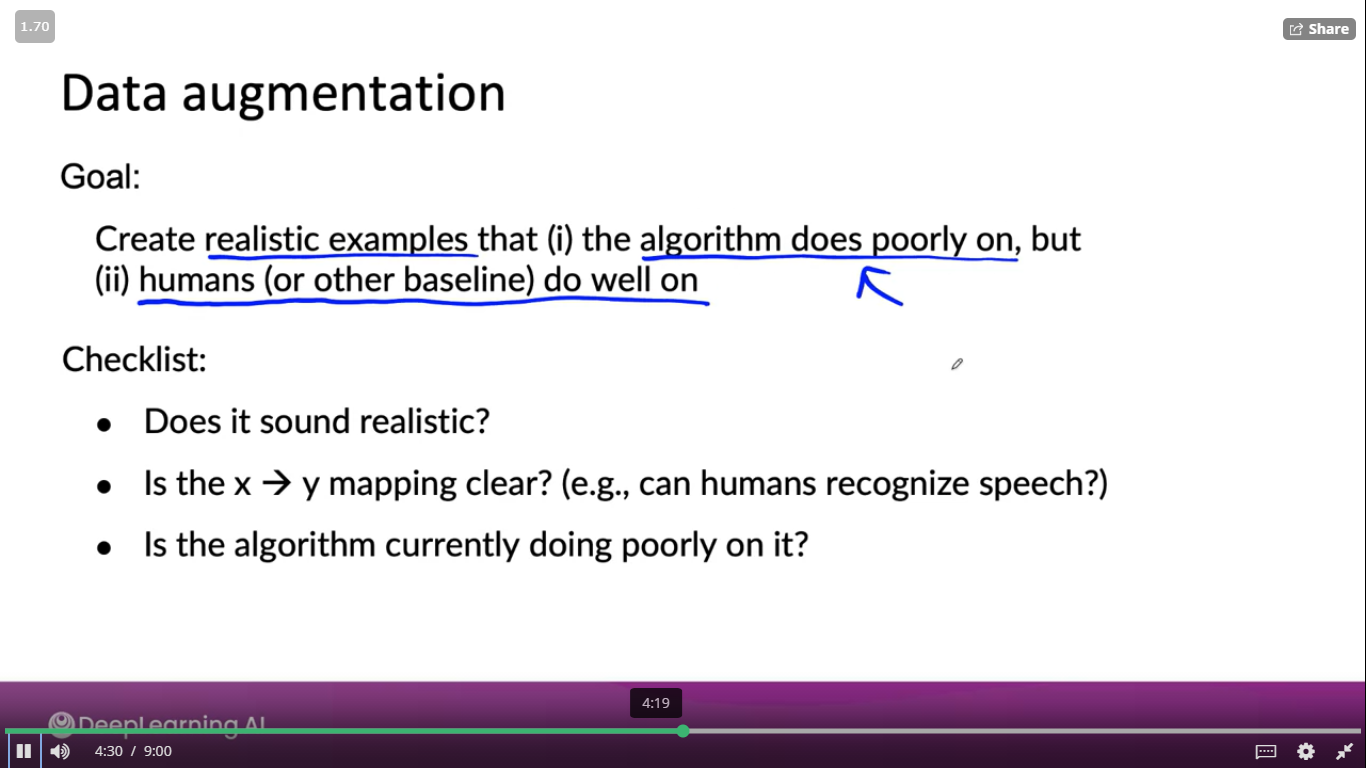 1.70
Share
Data augmentation
Goal:
Create realistic examples that (i) the algorithm does poorly on, but
(ii) humans (or other baseline) do well on
Checklist:
● Does it sound realistic?
● Is the x → y mapping clear? (e.g., can humans recognize speech?)
● Is the algorithm currently doing poorly on it?
4:19
DeepLearning.AI
4:30 / 9:00